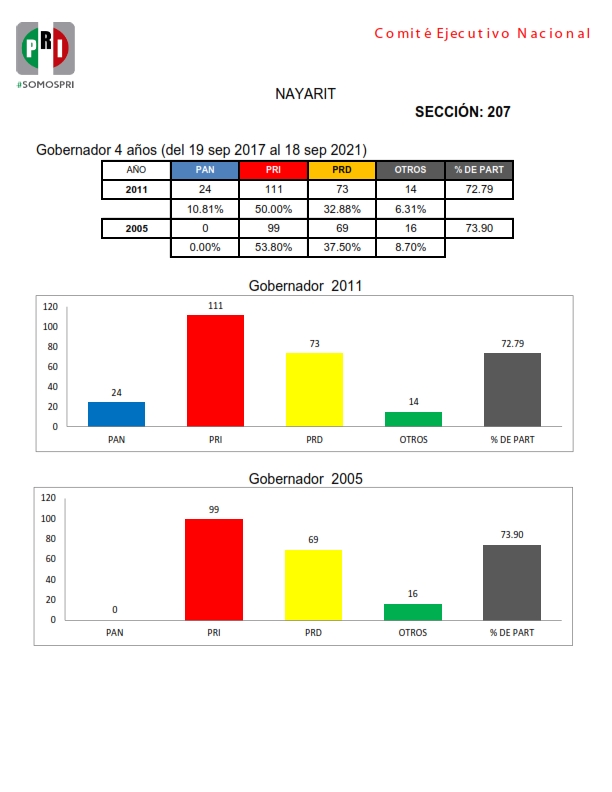 Comité Ejecutivo Nacional
PRI
#SOMOSPRI
NAYARIT
SECCIÓN: 207
Gobernador 4 años (del 19 sep 2017 al 18 sep 2021)
AÑO PAN PRI PRD OTROS % DE PART
2011 24 111 73 14 72.79
10.81% 50.00% 32.88% 6.31%
2005 0 99 69 16 73.90
0.00% 53.80% 37.50% 8.70%
Gobernador 2011
120
100
80
60
40
20
0
24
111
73
14
72.79
PAN PRI PRD OTROS % DE PART
Gobernador 2005
120
100
80
60
40
20
0
0
99
69
16
73.90
PAN PRI PRD OTROS % DE PART